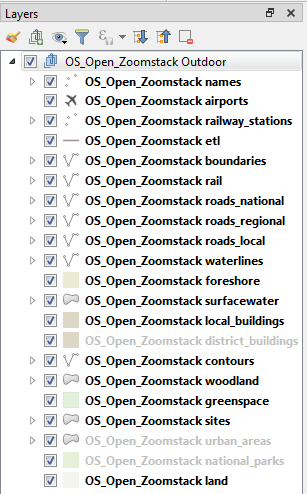 Layers
OS_Open_Zoomstack Outdoor
OS_Open_Zoomstack names
OS_Open_Zoomstack airports
OS_Open_Zoomstack railway_stations
OS_Open_Zoomstack etl
OS_Open_Zoomstack boundaries
OS_Open_Zoomstack rail
OS_Open_Zoomstack roads_national
OS_Open_Zoomstack roads_regional
OS_Open_Zoomstack roads_local
OS_Open_Zoomstack waterlines
OS_Open_Zoomstack foreshore
OS_Open_Zoomstack surfacewater
OS_Open_Zoomstack local_buildings
OS_Open_Zoomstack district_buildings
OS_Open_Zoomstack contours
OS_Open_Zoomstack woodland
OS_Open_Zoomstack greenspace
OS_Open_Zoomstack sites
OS_Open_Zoomstack urban_areas
OS_Open_Zoomstack national_parks
OS_Open_Zoomstack land